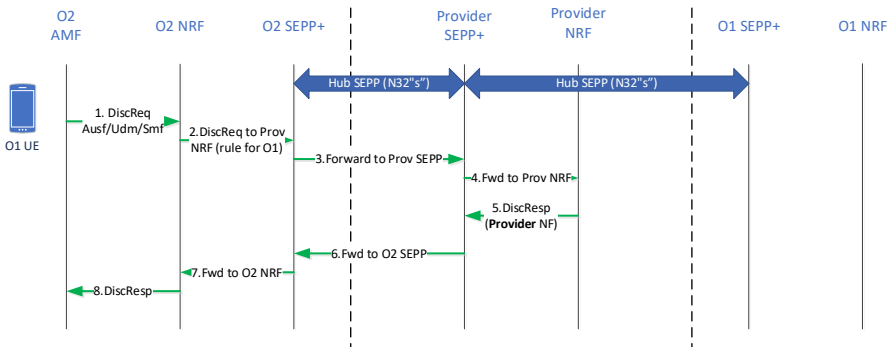 O2
AMF
O2 NRF
O2 SEPP+
Provider
SEPP+
Provider
NRF
O1 SEPP+
O1 NRF
Hub SEPP (N32"s")
Hub SEPP (N32"s")
O1 UE
1. DiscReq
Ausf/Udm/Smf
2.DiscReq to Prov
NRF (rule for O1)
3.Forward to Prov SEPP
4.Fwd to Prov NRF
5.DiscResp
(Provider NF)
6.Fwd to O2 SEPP
7.Fwd to O2 NRF
8.DiscResp